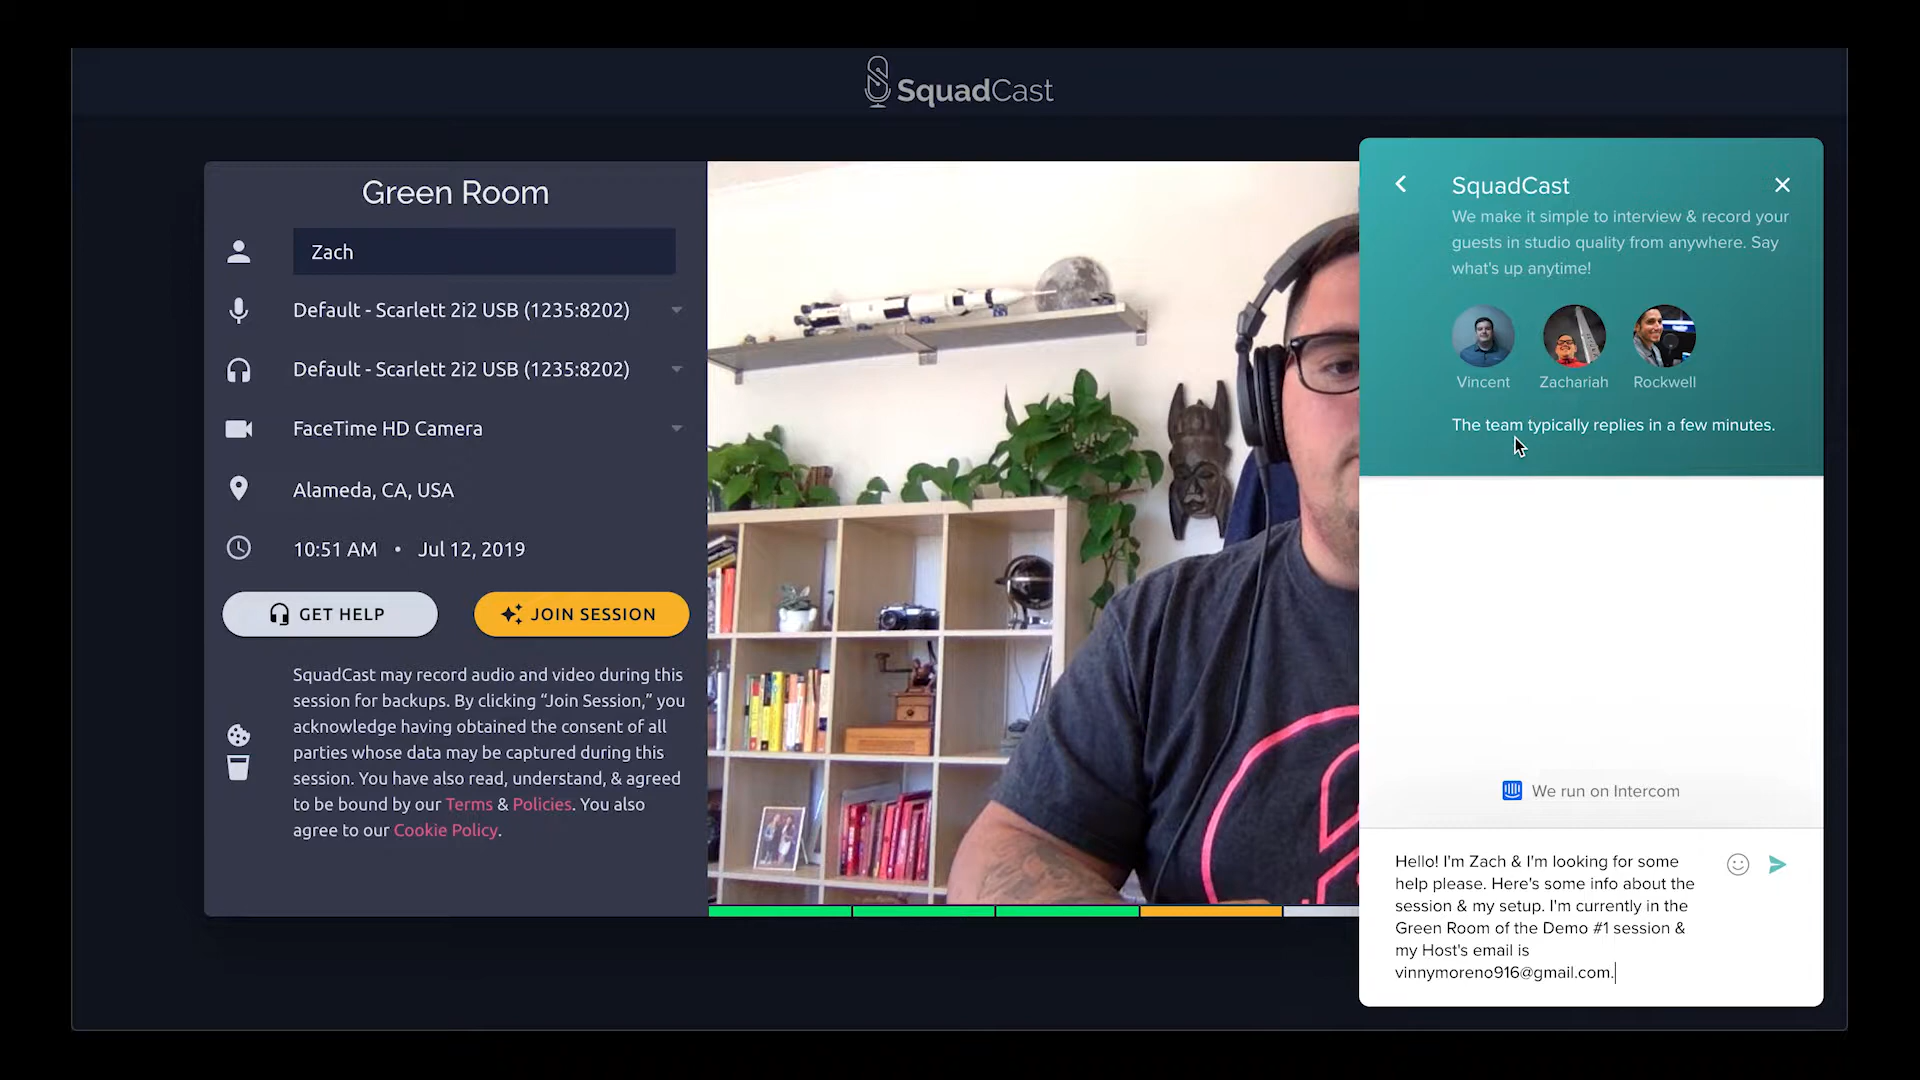 SquadCast
Green Room
Zach
Default - Scarlett 2i2 USB (1235:8202)
Default - Scarlett 2i2 USB (1235:8202)
FaceTime HD Camera
Alameda, CA, USA
10:51 AM • Jul 12, 2019
GET HELP
JOIN SESSION
SquadCast may record audio and video during this
session for backups. By clicking “Join Session,” you
acknowledge having obtained the consent of all
parties whose data may be captured during this
session. You have also read, understand, & agreed
to be bound by our Terms & Policies. You also
agree to our Cookie Policy.
SquadCast
We make it simple to interview & record your
guests in studio quality from anywhere. Say
what's up anytime!
Vincent
Zachariah
Rockwell
The team typically replies in a few minutes.
We run on Intercom
Hello! I'm Zach & I'm looking for some
help please. Here's some info about the
session & my setup. I'm currently in the
Green Room of the Demo #1 session &
my Host's email is
vinnymoreno916@gmail.com.